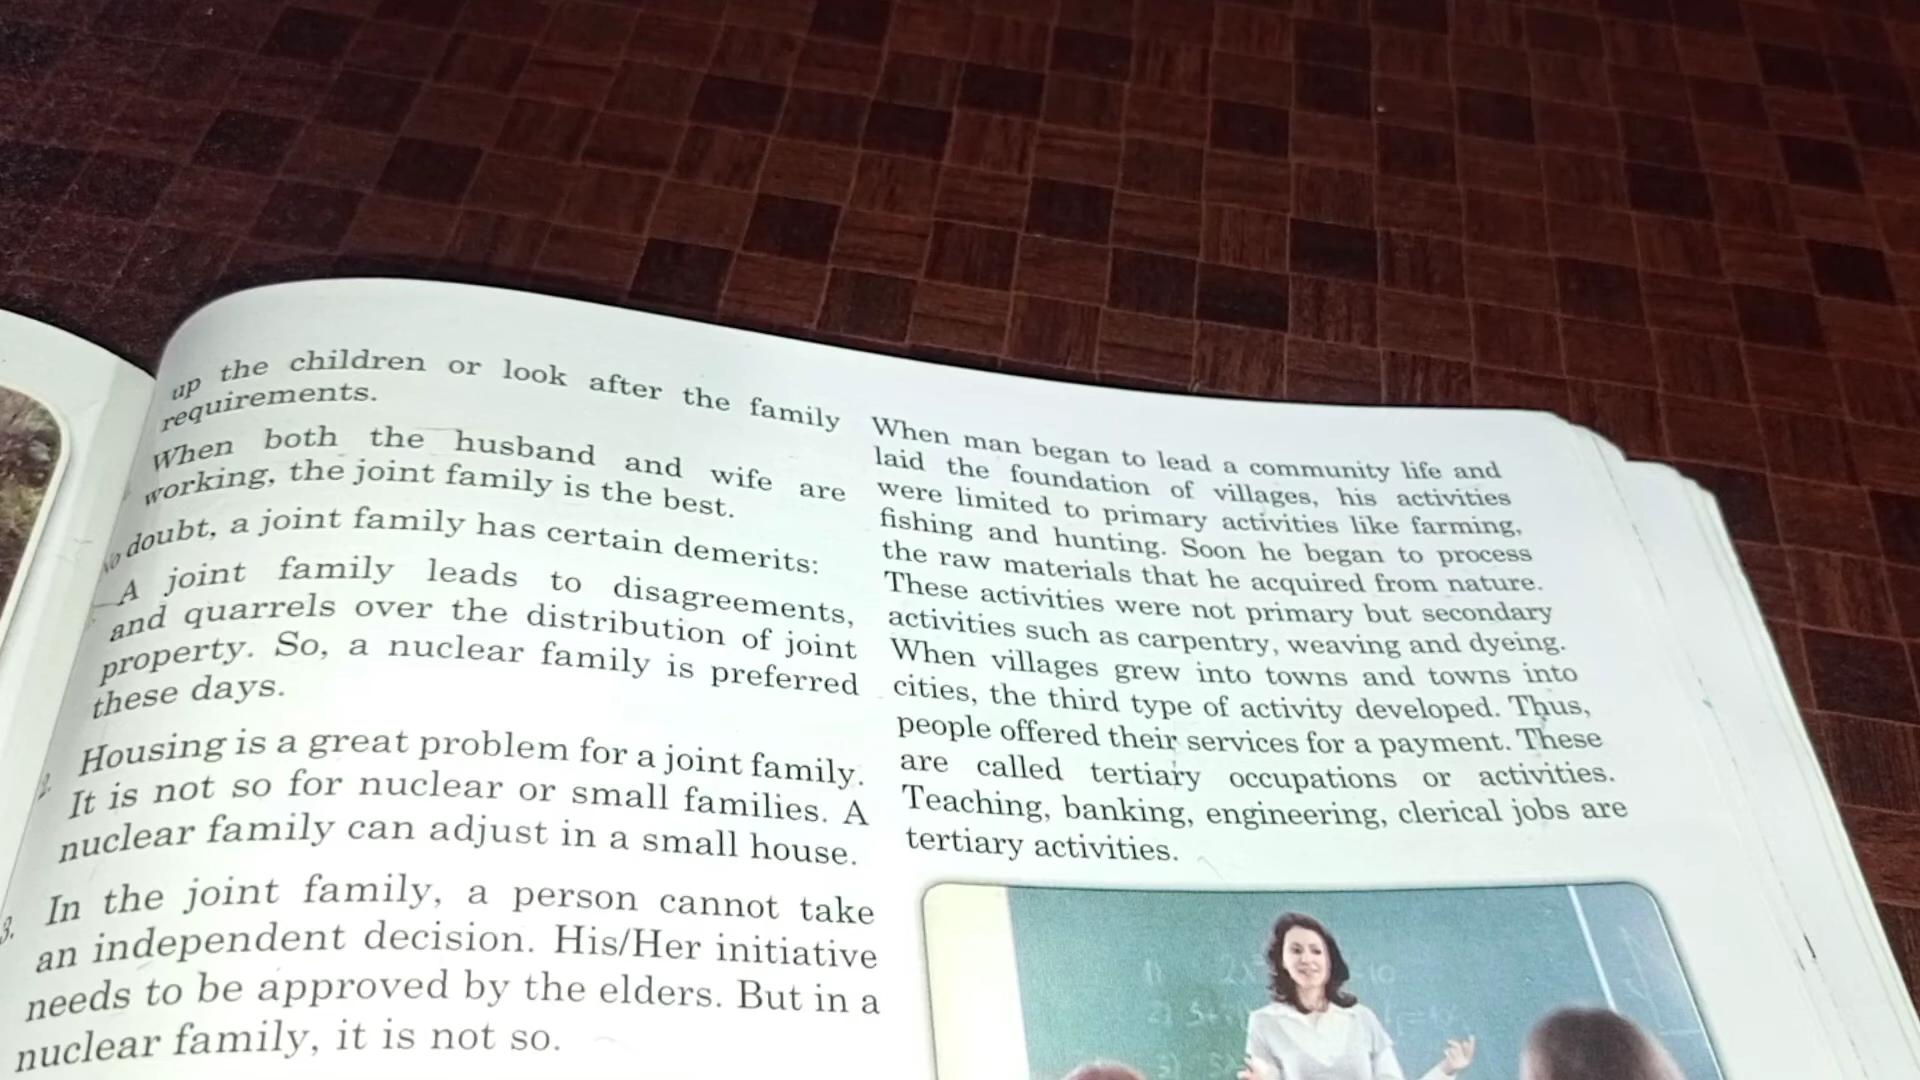 up the children or look after the family
requirements.
When both the husband and wife are
working, the joint family is the best.
No doubt, a joint family has certain demerits:
A joint family leads to disagreements,
and quarrels over the distribution of joint
property. So, a nuclear family is preferred
these days.
2. Housing is a great problem for a joint family.
It is not so for nuclear or small families. A
nuclear family can adjust in a small house.
3. In the joint family, a person cannot take
an independent decision. His/Her initiative
needs to be approved by the elders. But in a
nuclear family, it is not so.
When man began to lead a community life and
laid the foundation of villages, his activities
were limited to primary activities like farming,
fishing and hunting. Soon he began to process
the raw materials that he acquired from nature.
These activities were not primary but secondary
activities such as carpentry, weaving and dyeing.
When villages grew into towns and towns into
cities, the third type of activity developed. Thus,
people offered their services for a payment. These
are called tertiary occupations or activities.
Teaching, banking, engineering, clerical jobs are
tertiary activities.